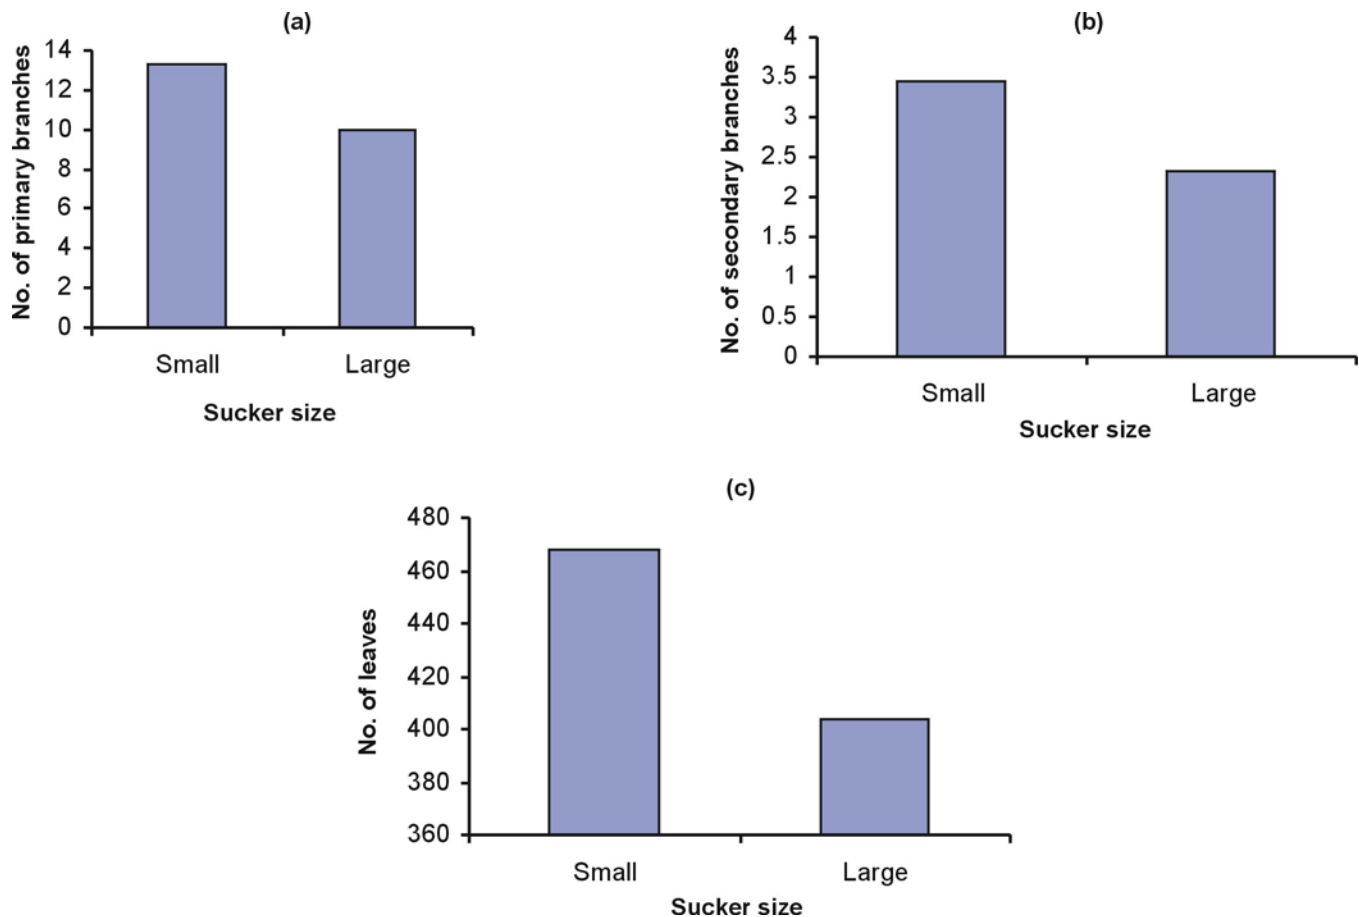 (a)
No. of primary branches
14
12
10
8
6
4
2
0
Small Large
Sucker size
(b)
No. of secondary branches
4
3.5
3
2.5
2
1.5
1
0.5
0
Small Large
Sucker size
(c)
No. of leaves
480
460
440
420
400
380
360
Small Large
Sucker size